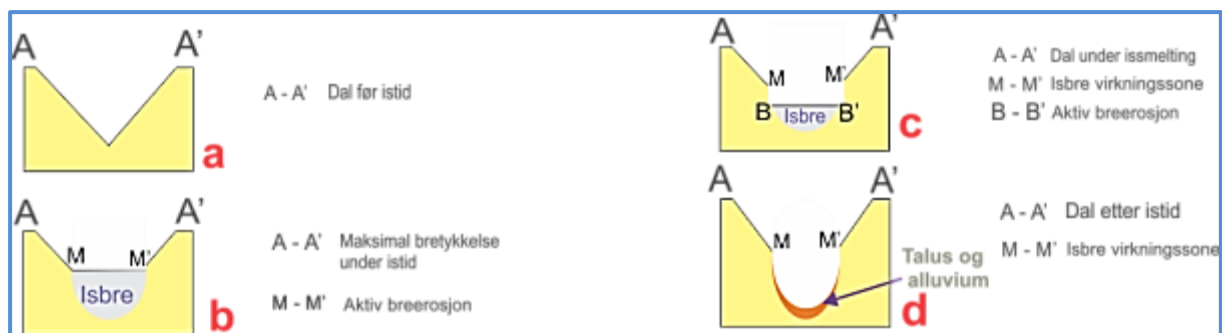 A A'
A - A' Dal før istid
a
A A'
M M'
Isbre
b
A - A' Maksimal bretykkelse
under istid
M - M' Aktiv breerosjon
A A'
M M'
B Isbre B'
c
A - A' Dal under issmelting
M - M' Isbre virkningssone
B - B' Aktiv breerosjon
A A'
M M'
Talus og
alluvium
d
A - A' Dal etter istid
M - M' Isbre virkningssone